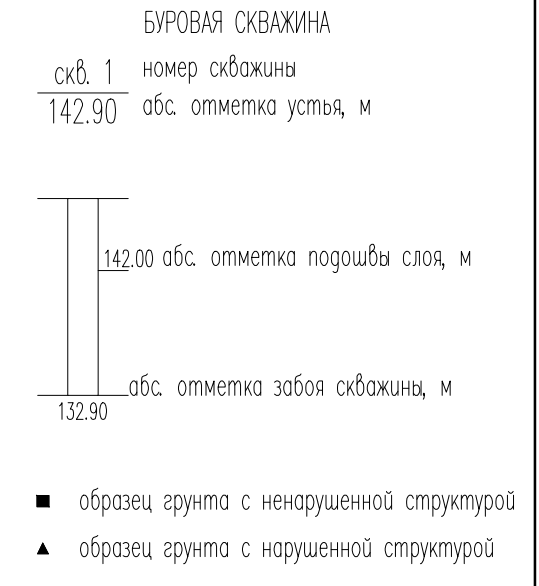 БУРОВАЯ СКВАЖИНА
скв. 1 номер скважины
142.90 абс. отметка устья, м
142.00 абс. отметка подошвы слоя, м
абс. отметка забоя скважины, м
132.90
образец грунта с ненарушенной структурой
образец грунта с нарушенной структурой